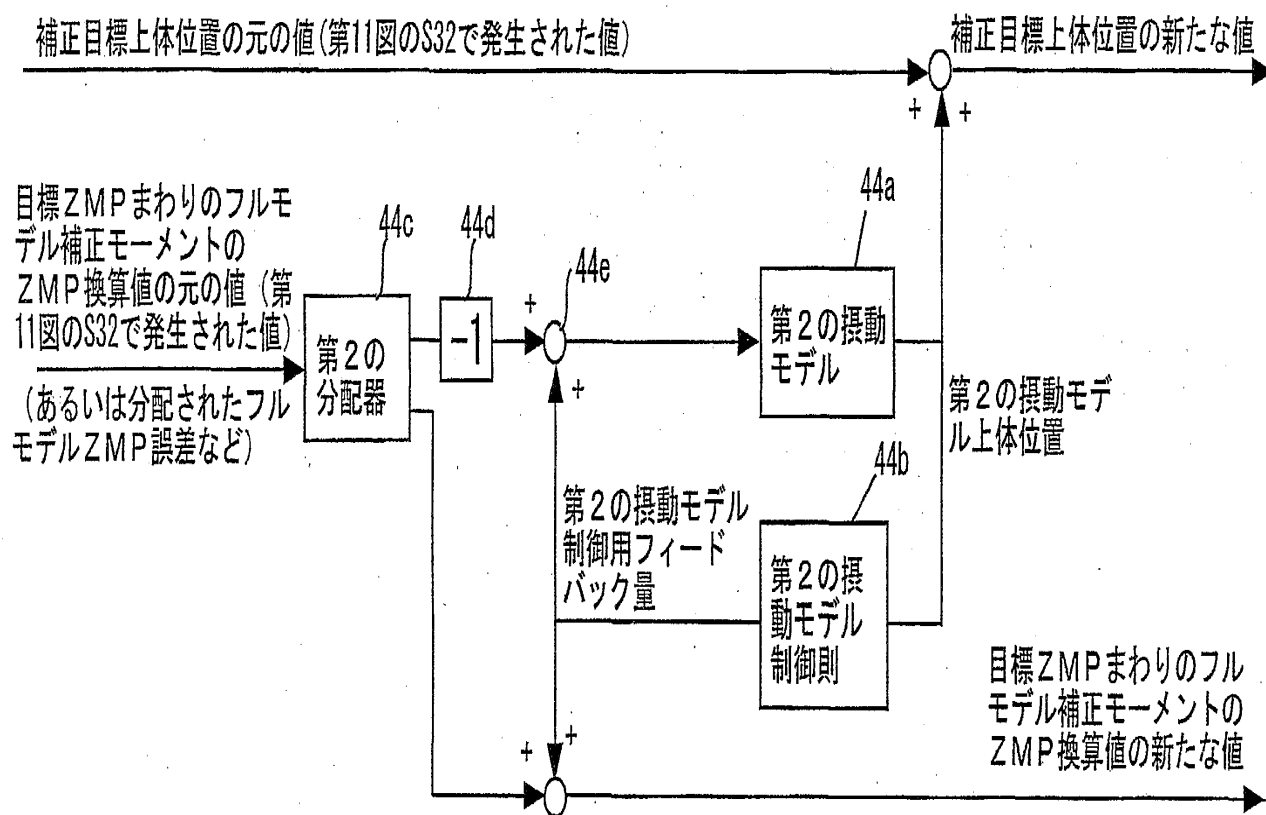 補正目標上体位置の元の値(第11図のS32で発生された値)
補正目標上体位置の新たな値
+
+
目標ZMPまわりのフルモ
デル補正モーメントの
ZMP換算値の元の値(第
11図のS32で発生された値)
(あるいは分配されたフル
モデルZMP誤差など)
44c
第2の
分配器
44d
-1
44e
+
+
44a
第2の摂動
モデル
第2の摂動モデ
ル上体位置
44b
第2の摂動モデル
制御用フィード
バック量
第2の摂
動モデル
制御則
+
+
目標ZMPまわりのフル
モデル補正モーメントの
ZMP換算値の新たな値